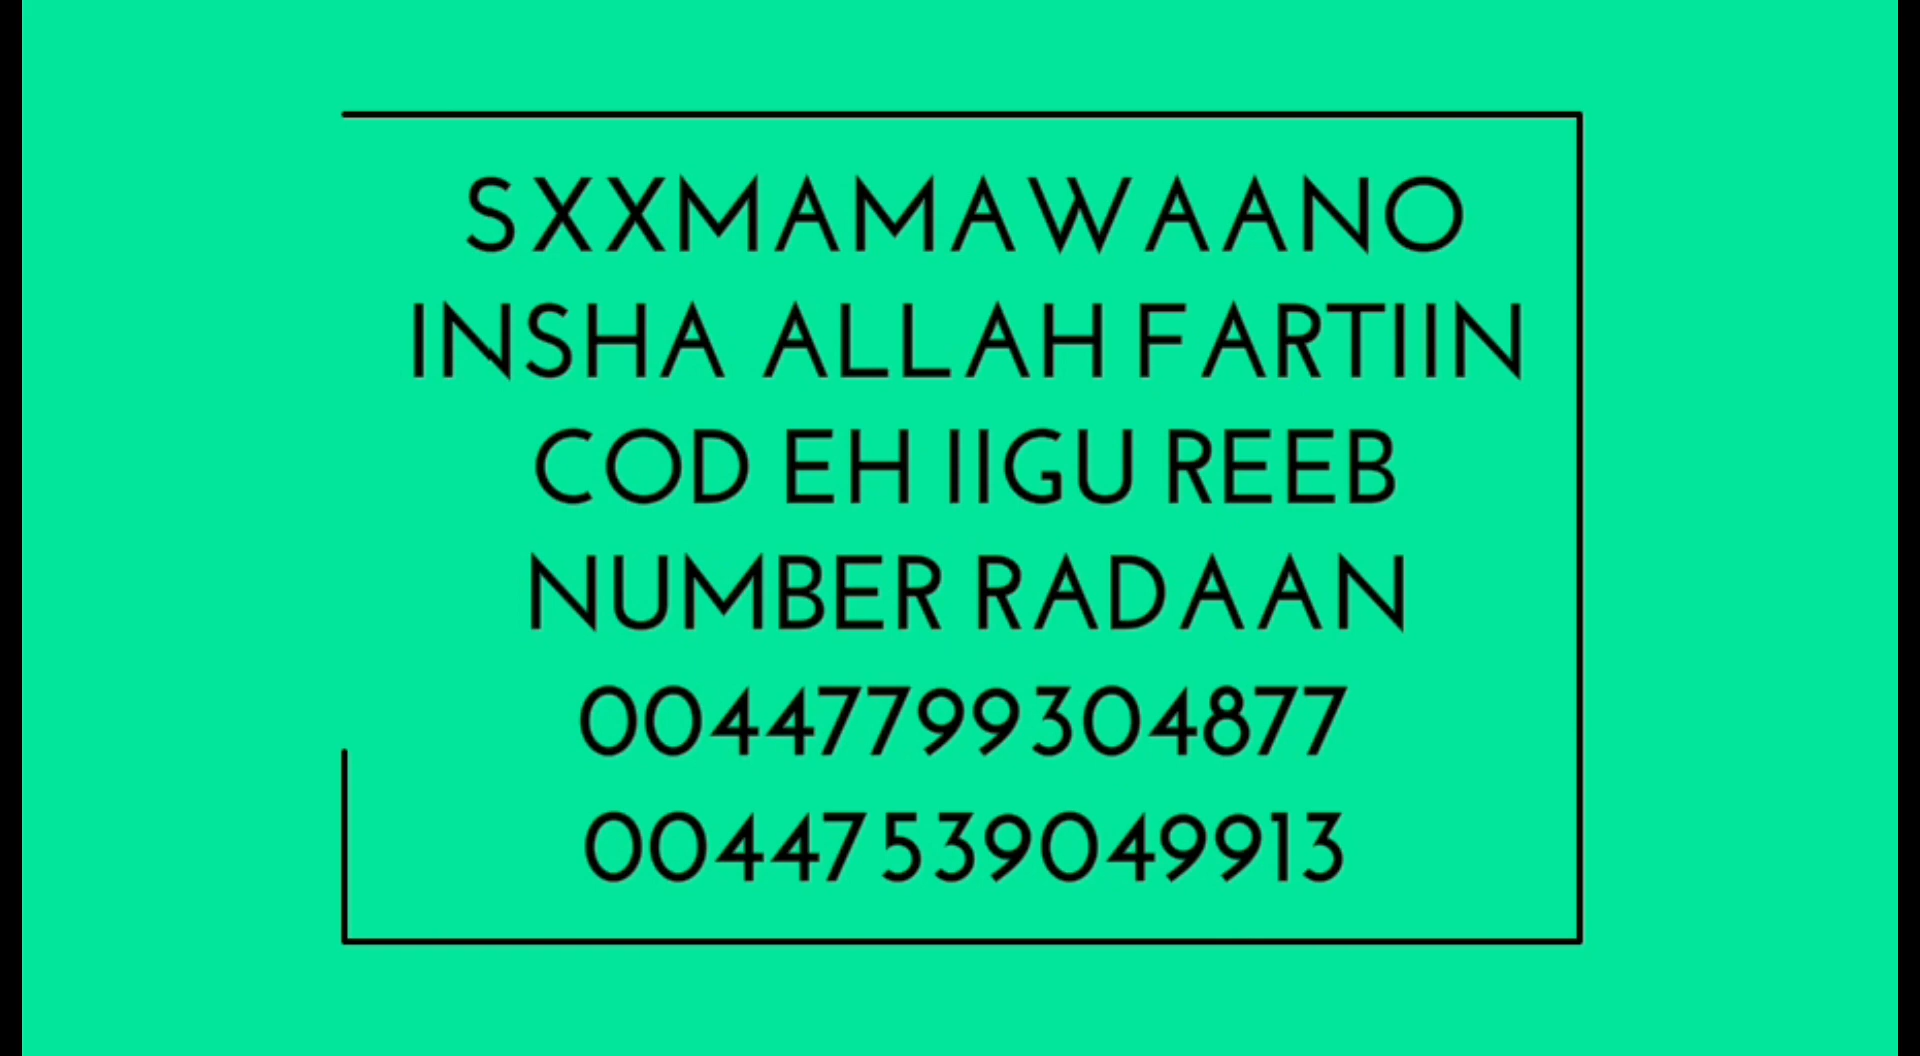 SXXMAMAWAANO
INSHA ALLAH FARTIIN
COD EH IIGU REEB
NUMBER RADAAN
00447799304877
00447539049913